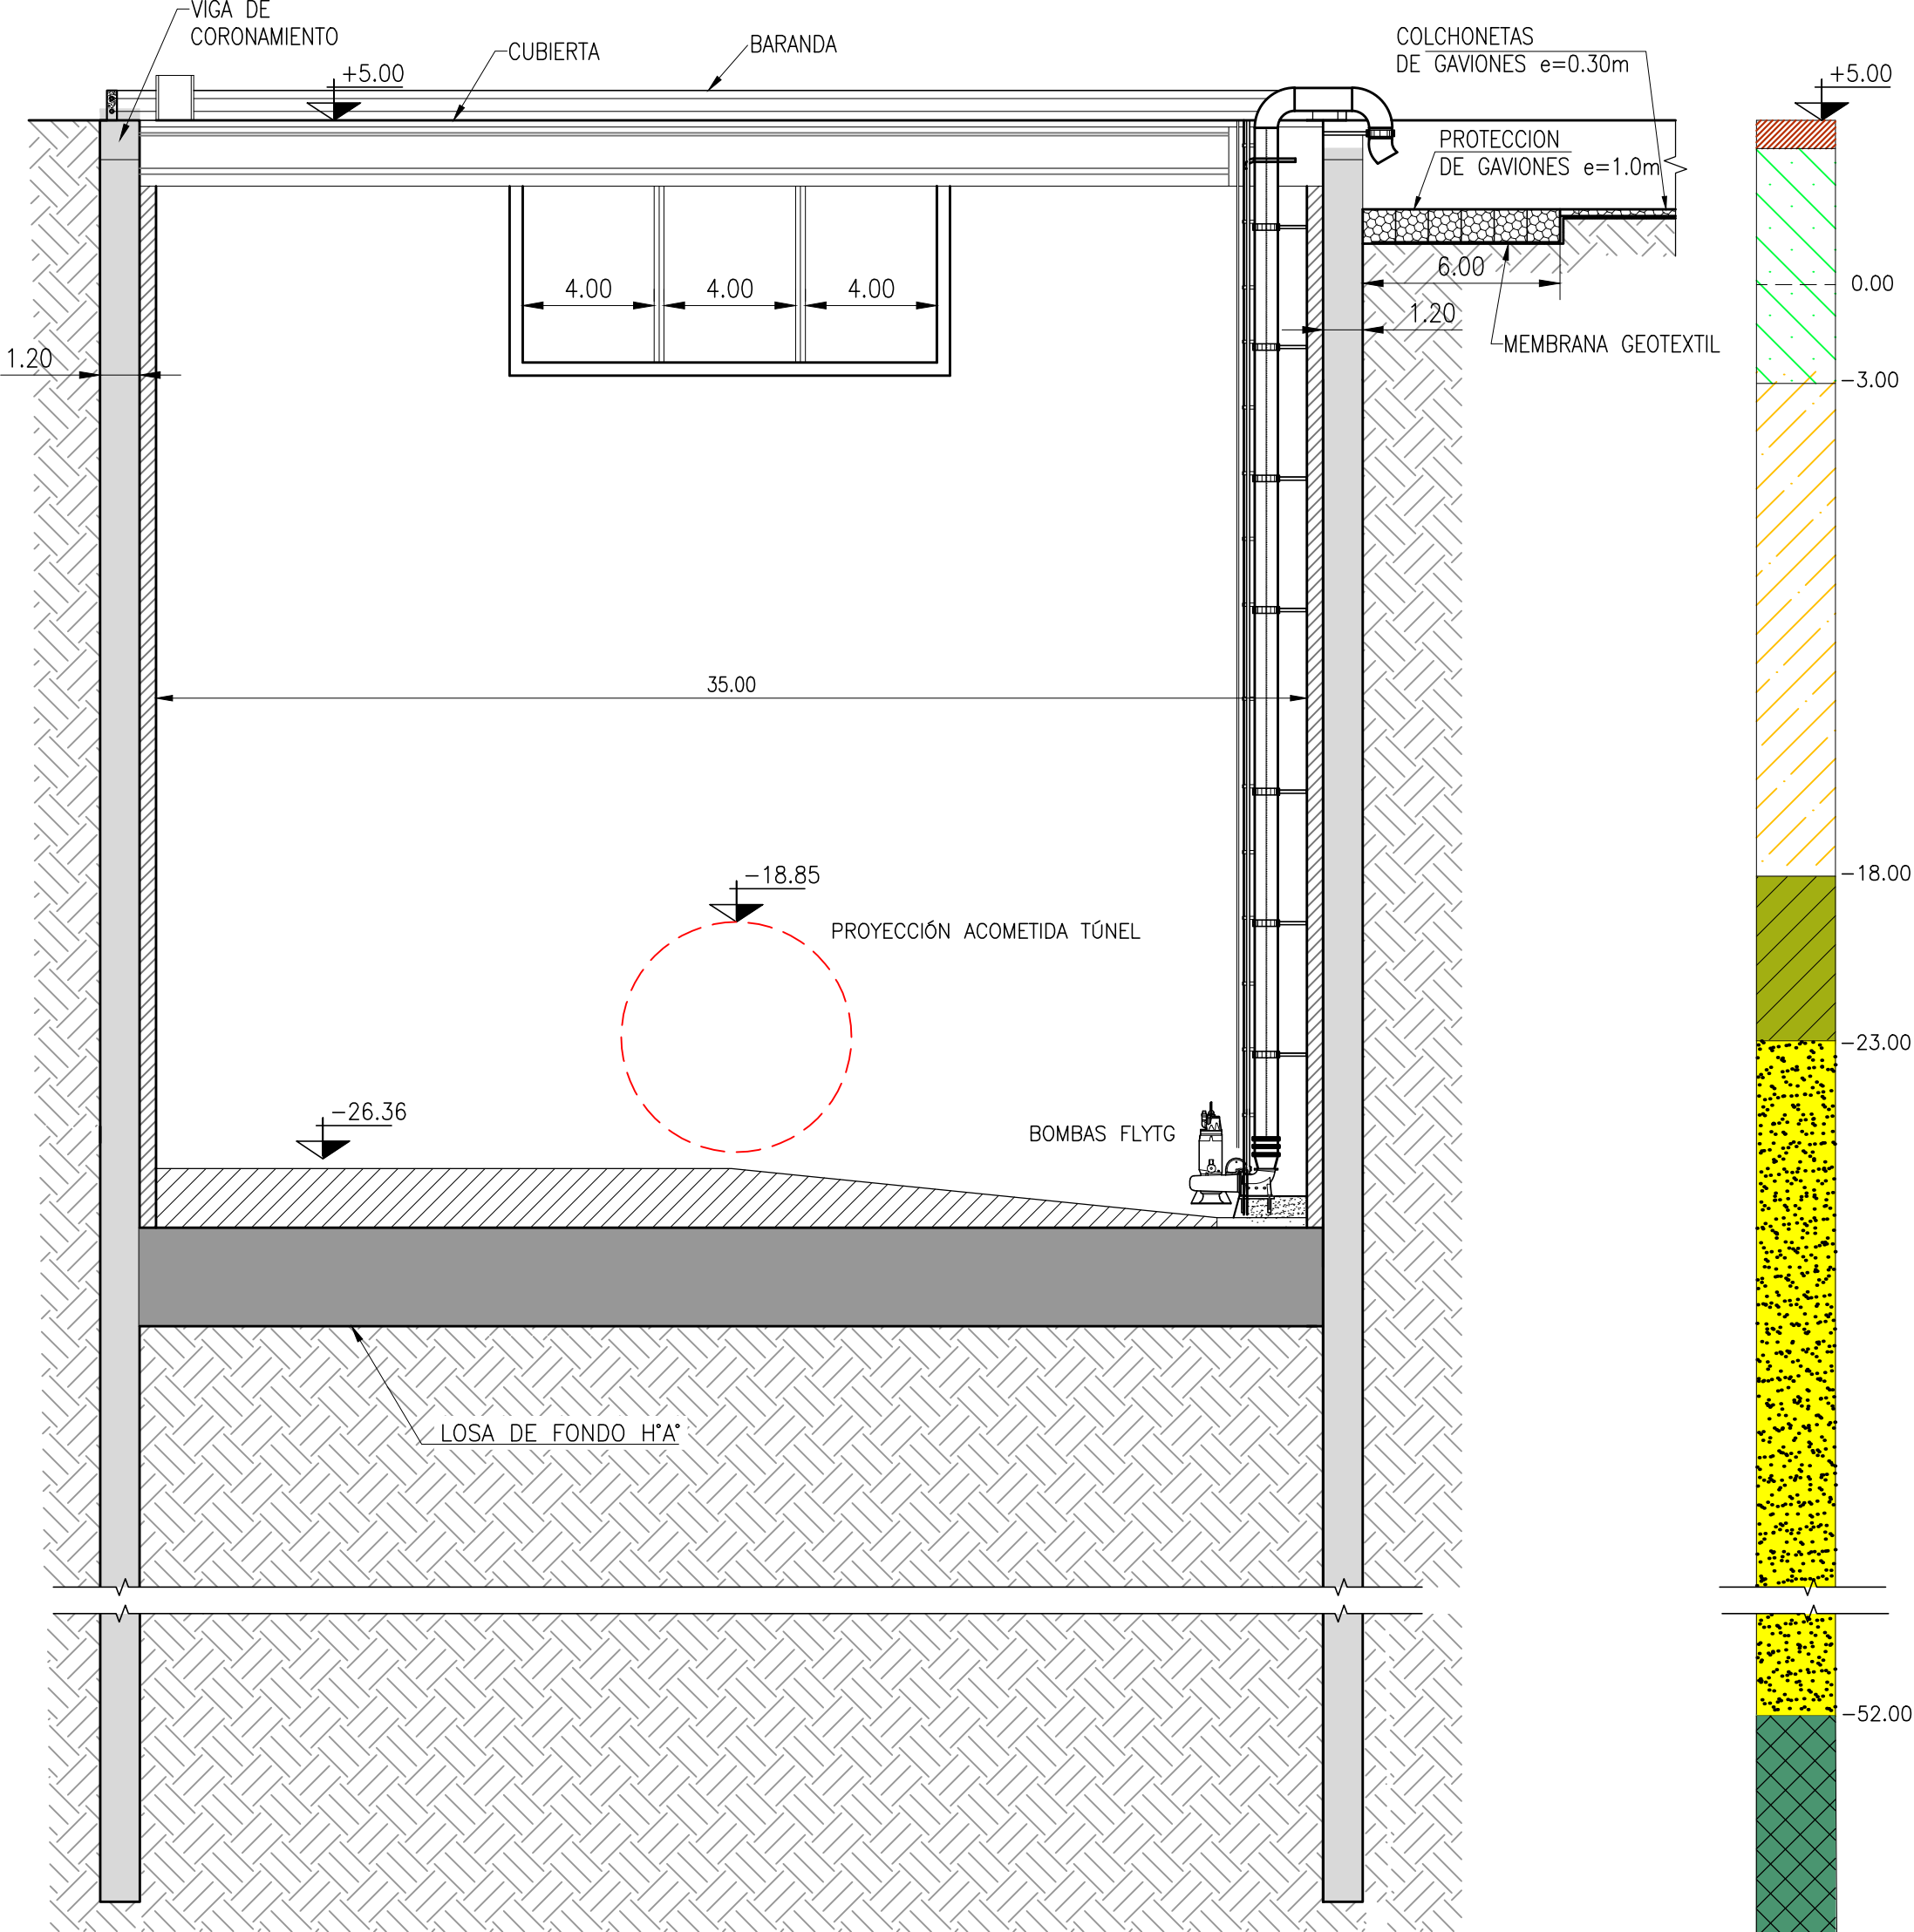 VIGA DE
CORONAMIENTO
CUBIERTA
BARANDA
COLCHONETAS
DE GAVIONES e=0.30m
+5.00
+5.00
PROTECCION
DE GAVIONES e=1.0m
4.00
4.00
4.00
6.00
0.00
1.20
1.20
MEMBRANA GEOTEXTIL
-3.00
35.00
-18.85
-18.00
PROYECCIÓN ACOMETIDA TÚNEL
-23.00
-26.36
BOMBAS FLYTG
LOSA DE FONDO H°A°
-52.00